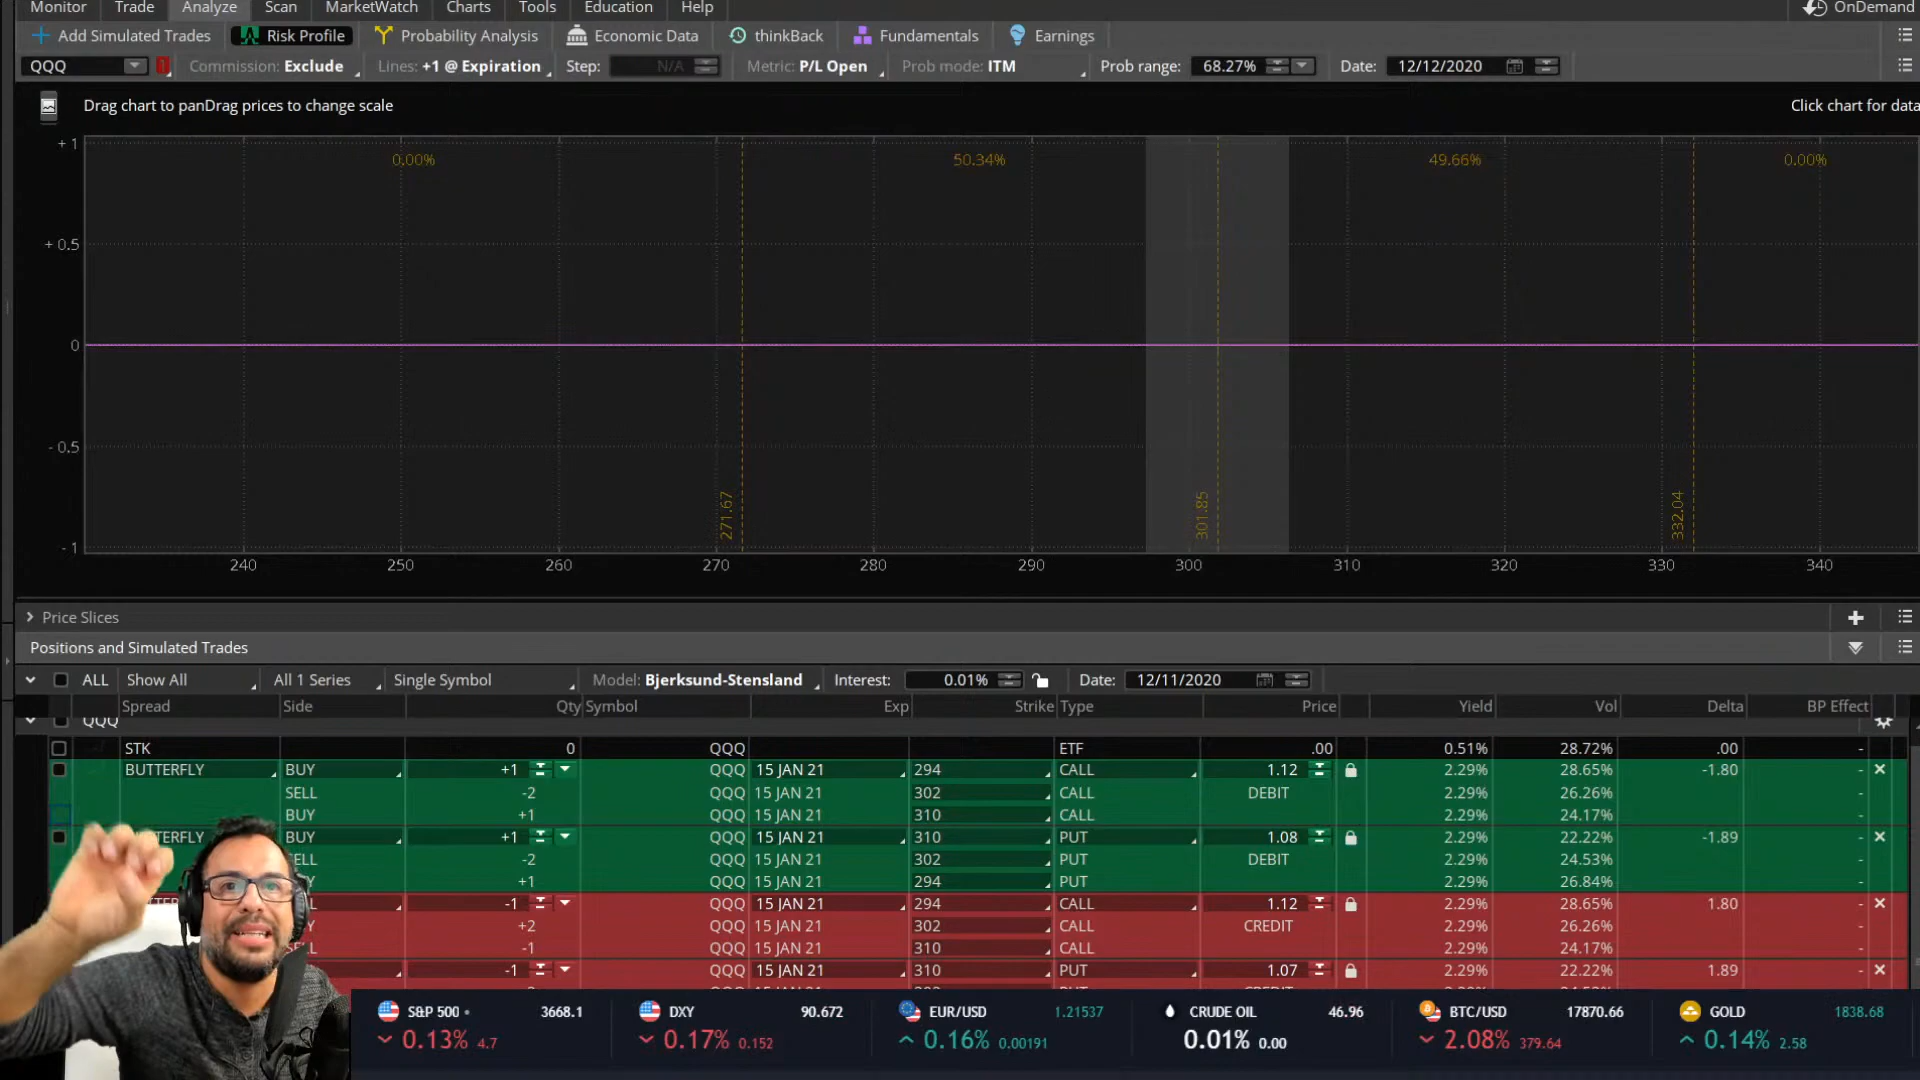 Monitor Trade Analyze Scan MarketWatch Charts Tools Education Help OnDemand
Add Simulated Trades Risk Profile Probability Analysis Economic Data thinkBack Fundamentals Earnings
QQQ Commission: Exclude Lines: +1 @ Expiration Step: N/A Metric: P/L Open Prob mode: ITM Prob range: 68.27% Date: 12/12/2020
Drag chart to panDrag prices to change scale Click chart for data
+ 1 0.00% 50.34% 49.66% 0.00%
+ 0.5
0
- 0.5
271.67 301.85 332.04
- 1
240 250 260 270 280 290 300 310 320 330 340
Price Slices
Positions and Simulated Trades
ALL Show All All 1 Series Single Symbol Model: Bjerksund-Stensland Interest: 0.01% Date: 12/11/2020
Spread Side Qty Symbol Exp Strike Type Price Yield Vol Delta BP Effect
QQQ
STK 0 QQQ ETF .00 0.51% 28.72% .00 -
BUTTERFLY BUY +1 QQQ 15 JAN 21 294 CALL 1.12 2.29% 28.65% -1.80 -
SELL -2 QQQ 15 JAN 21 302 CALL DEBIT 2.29% 26.26% -
BUY +1 QQQ 15 JAN 21 310 CALL 2.29% 24.17% -
TERFLY BUY +1 QQQ 15 JAN 21 310 PUT 1.08 2.29% 22.22% -1.89 -
ELL -2 QQQ 15 JAN 21 302 PUT DEBIT 2.29% 24.53% -
+1 QQQ 15 JAN 21 294 PUT 2.29% 26.84% -
-1 QQQ 15 JAN 21 294 CALL 1.12 2.29% 28.65% 1.80 -
+2 QQQ 15 JAN 21 302 CALL CREDIT 2.29% 26.26% -
-1 QQQ 15 JAN 21 310 CALL 2.29% 24.17% -
-1 QQQ 15 JAN 21 310 PUT 1.07 2.29% 22.22% 1.89 -
S&P 500 3668.1 DXY 90.672 EUR/USD 1.21537 CRUDE OIL 46.96 BTC/USD 17870.66 GOLD 1838.68
0.13% 4.7 0.17% 0.152 0.16% 0.00191 0.01% 0.00 2.08% 379.64 0.14% 2.58